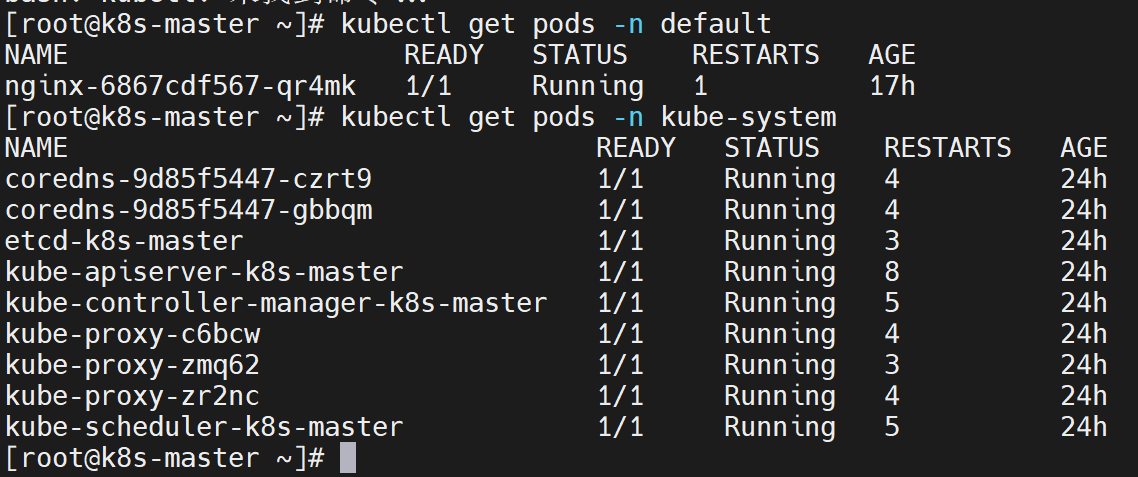 [root@k8s-master ~]# kubectl get pods -n default
NAME                     READY   STATUS    RESTARTS   AGE
nginx-6867cdf567-qr4mk   1/1     Running   1          17h
[root@k8s-master ~]# kubectl get pods -n kube-system
NAME                                 READY   STATUS    RESTARTS   AGE
coredns-9d85f5447-czrt9              1/1     Running   4          24h
coredns-9d85f5447-gbbqm              1/1     Running   4          24h
etcd-k8s-master                      1/1     Running   3          24h
kube-apiserver-k8s-master            1/1     Running   8          24h
kube-controller-manager-k8s-master   1/1     Running   5          24h
kube-proxy-c6bcw                     1/1     Running   4          24h
kube-proxy-zmq62                     1/1     Running   3          24h
kube-proxy-zr2nc                     1/1     Running   4          24h
kube-scheduler-k8s-master            1/1     Running   5          24h
[root@k8s-master ~]#